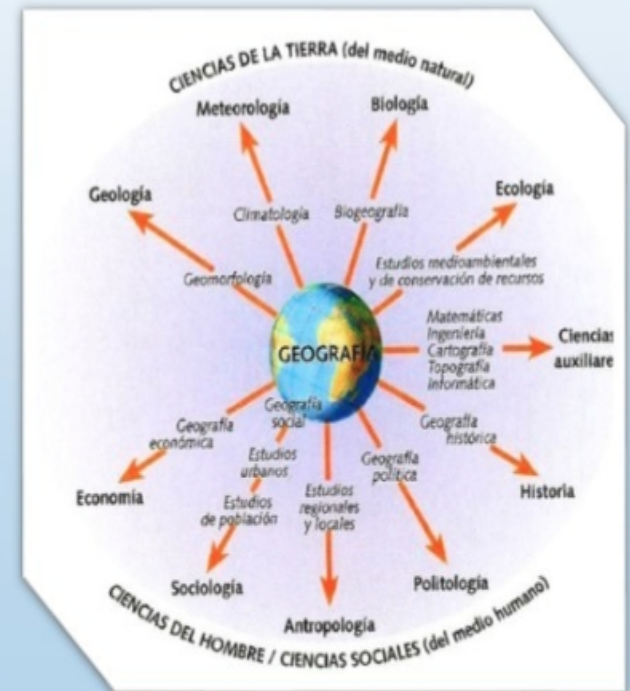 CIENCIAS DE LA TIERRA (del medio natural)
Meteorología
Biología
Geología
Ecología
Climatología
Biogeografía
Geomorfología
Estudios medioambientales
y de conservación de recursos
GEOGRAFÍA
Matemáticas
Ingeniería
Cartografía
Topografía
Informática
Ciencias
auxiliare
Geografía
social
Geografía
económica
Geografía
histórica
Estudios
urbanos
Geografía
política
Estudios
de población
Estudios
regionales
y locales
Economía
Historia
Sociología
Politología
Antropología
CIENCIAS DEL HOMBRE / CIENCIAS SOCIALES (del medio humano)